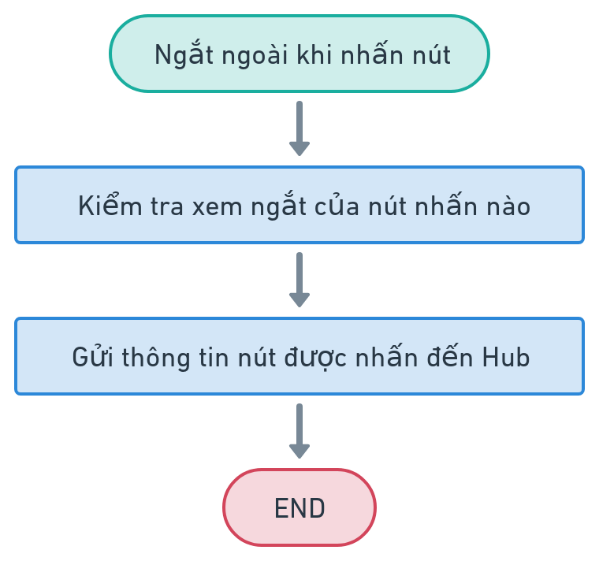 Ngắt ngoài khi nhấn nút
Kiểm tra xem ngắt của nút nhấn nào
Gửi thông tin nút được nhấn đến Hub
END